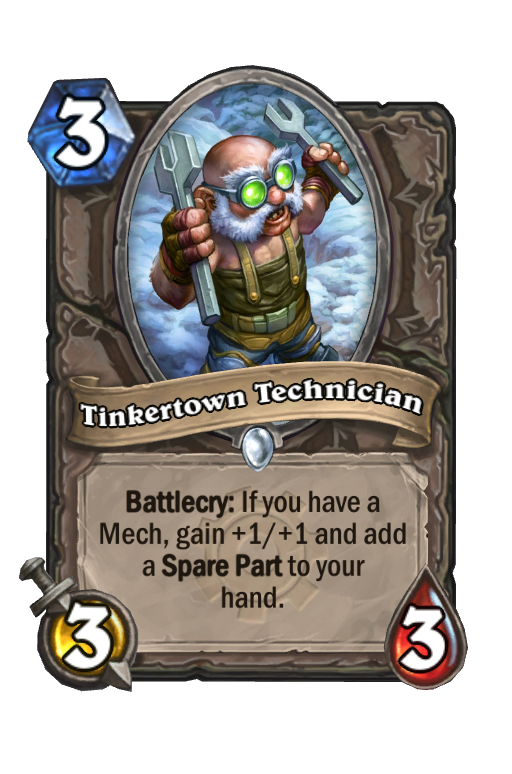 3
Tinkertown Technician
Battlecry: If you have a
Mech, gain +1/+1 and add
a Spare Part to your
hand.
3
3